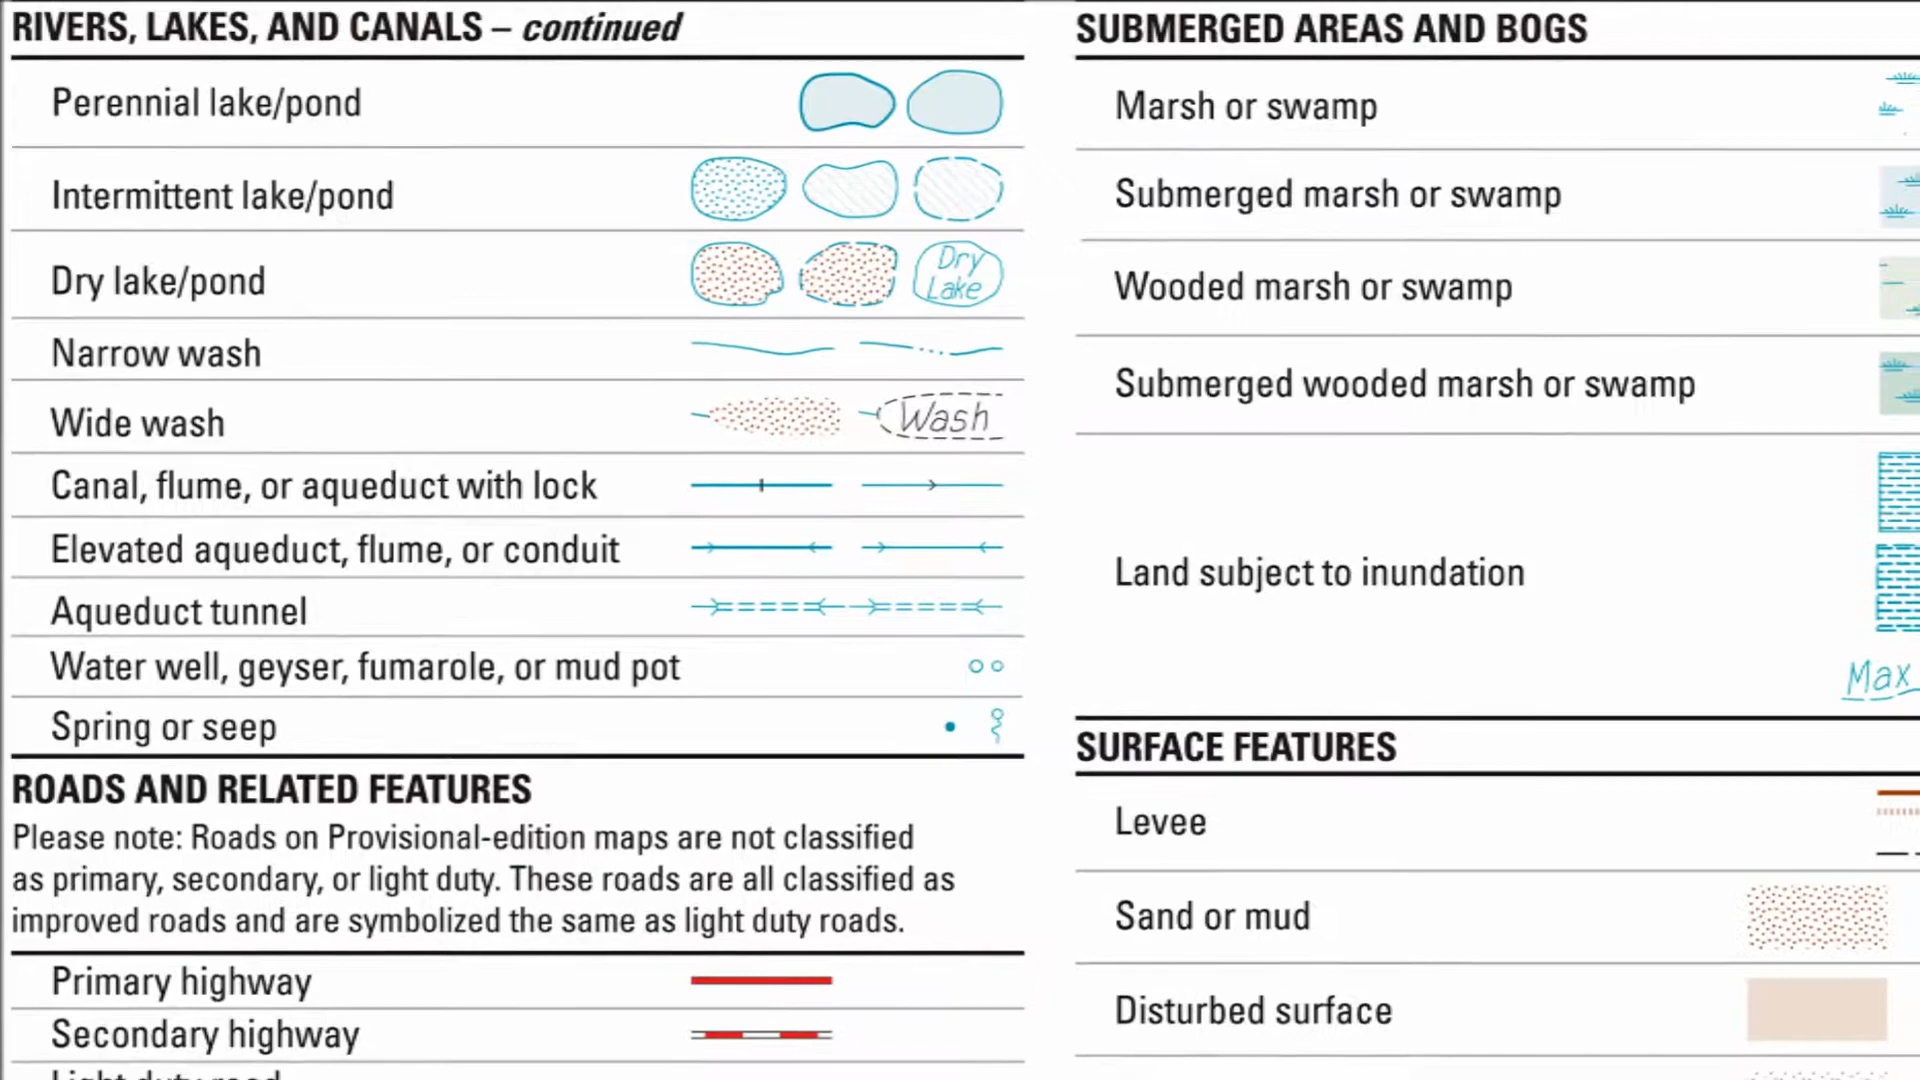 RIVERS, LAKES, AND CANALS – continued
Perennial lake/pond
Intermittent lake/pond
Dry lake/pond
Dry
Lake
Narrow wash
Wide wash
Wash
Canal, flume, or aqueduct with lock
Elevated aqueduct, flume, or conduit
Aqueduct tunnel
Water well, geyser, fumarole, or mud pot
Spring or seep
ROADS AND RELATED FEATURES
Please note: Roads on Provisional-edition maps are not classified
as primary, secondary, or light duty. These roads are all classified as
improved roads and are symbolized the same as light duty roads.
Primary highway
Secondary highway
Light duty road
SUBMERGED AREAS AND BOGS
Marsh or swamp
Submerged marsh or swamp
Wooded marsh or swamp
Submerged wooded marsh or swamp
Land subject to inundation
Max
SURFACE FEATURES
Levee
Sand or mud
Disturbed surface